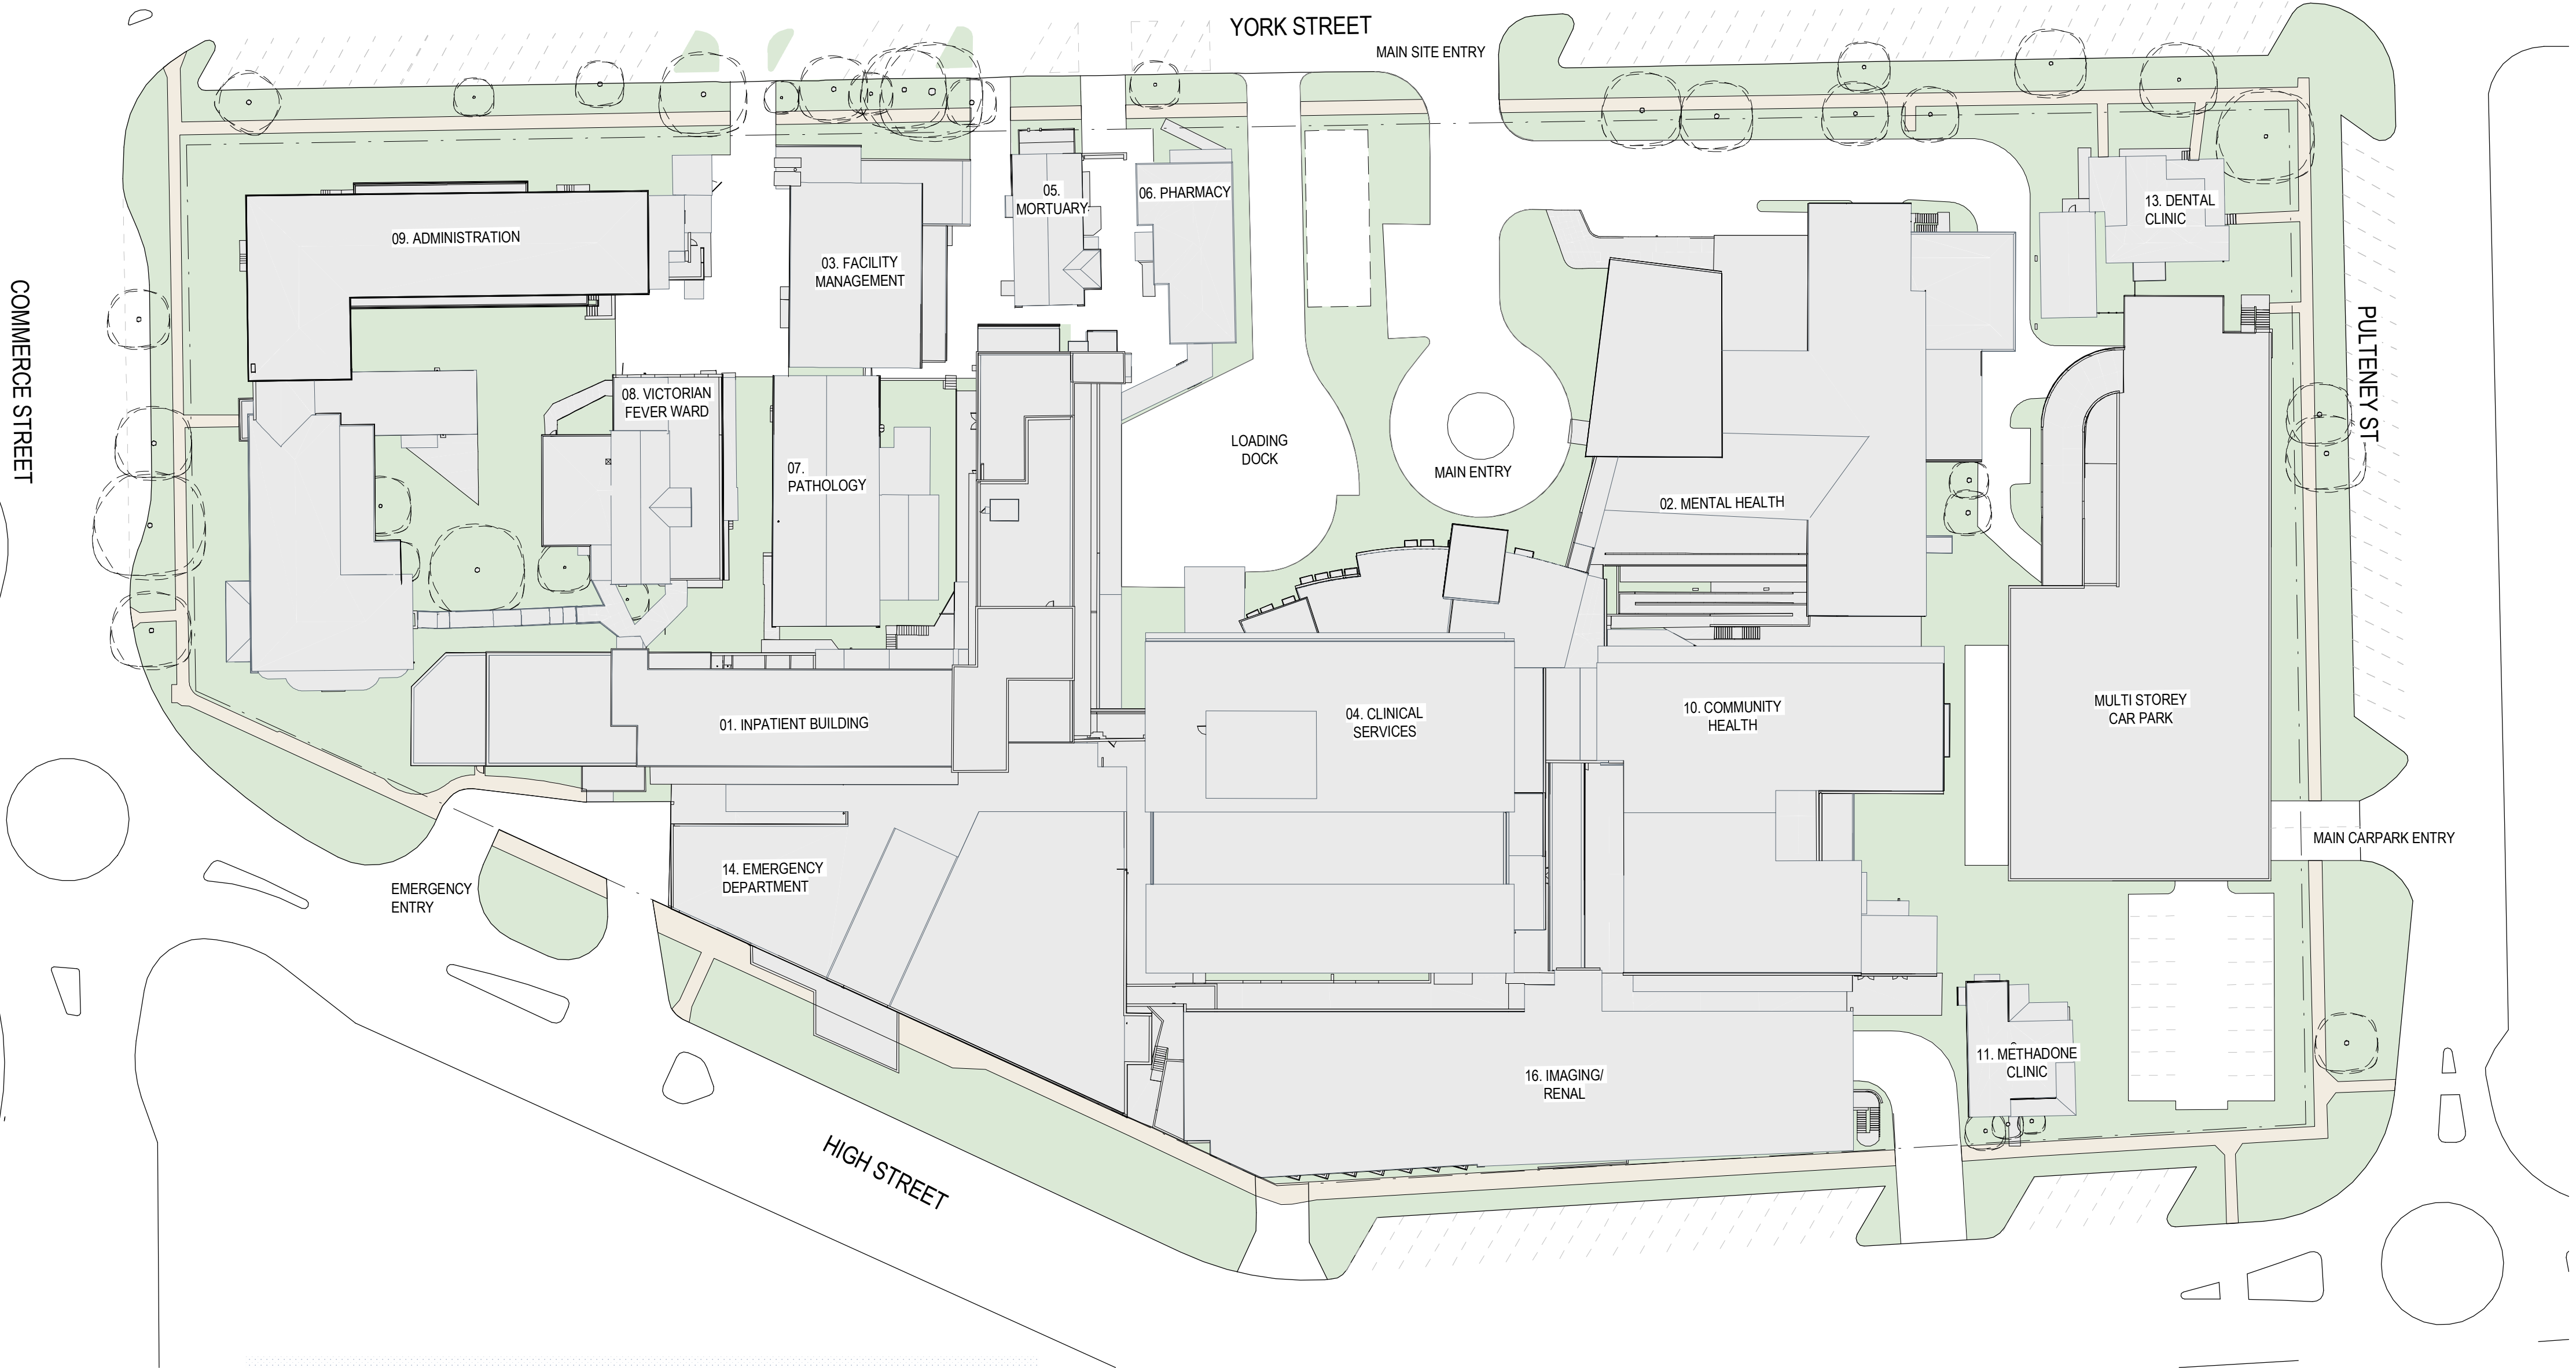 YORK STREET
MAIN SITE ENTRY
05.
MORTUARY
06. PHARMACY
13. DENTAL
CLINIC
09. ADMINISTRATION
03. FACILITY
MANAGEMENT
COMMERCE STREET
PULTENEY ST
08. VICTORIAN
FEVER WARD
LOADING
DOCK
MAIN ENTRY
07.
PATHOLOGY
02. MENTAL HEALTH
01. INPATIENT BUILDING
04. CLINICAL
SERVICES
10. COMMUNITY
HEALTH
MULTI STOREY
CAR PARK
MAIN CARPARK ENTRY
14. EMERGENCY
DEPARTMENT
EMERGENCY
ENTRY
11. METHADONE
CLINIC
16. IMAGING/
RENAL
HIGH STREET